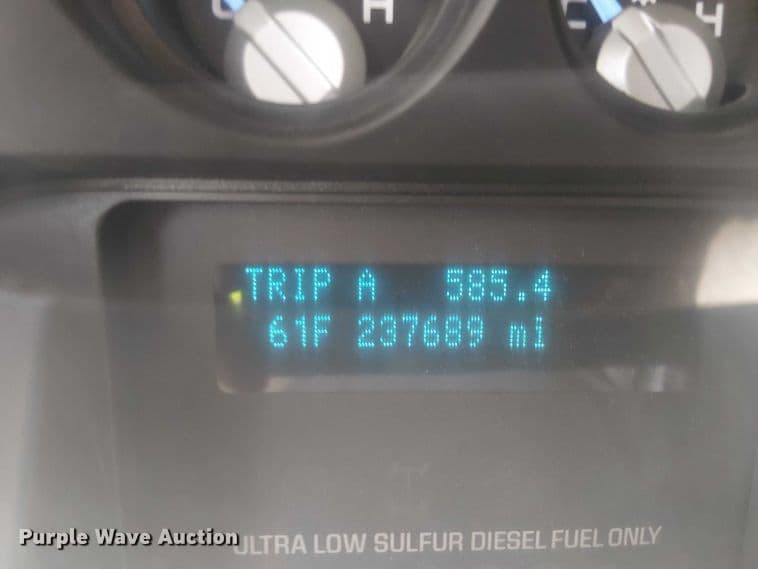 C H C H
TRIP A 585.4
61F 237689 mi
ULTRA LOW SULFUR DIESEL FUEL ONLY
Purple Wave Auction